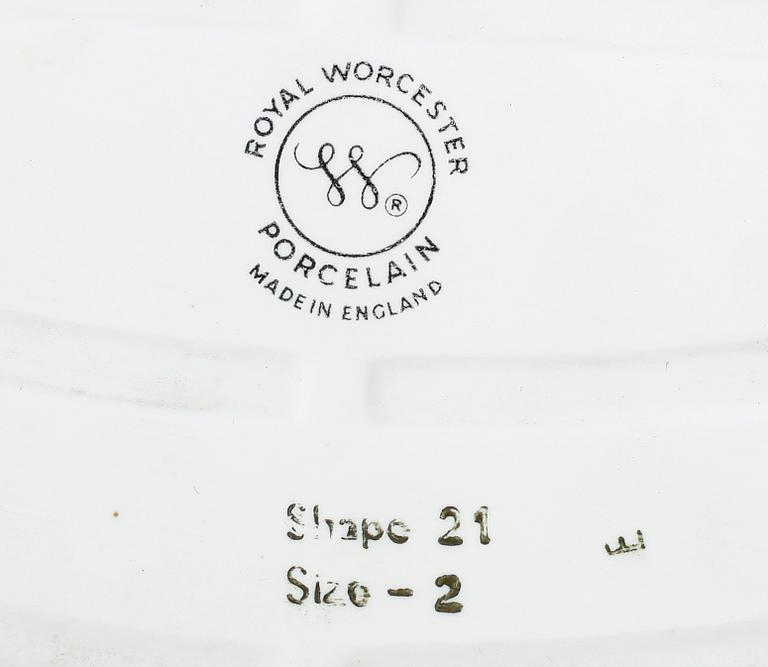 ROYAL WORCESTER
W ®
PORCELAIN
MADE IN ENGLAND
Shape 21
E
Size - 2